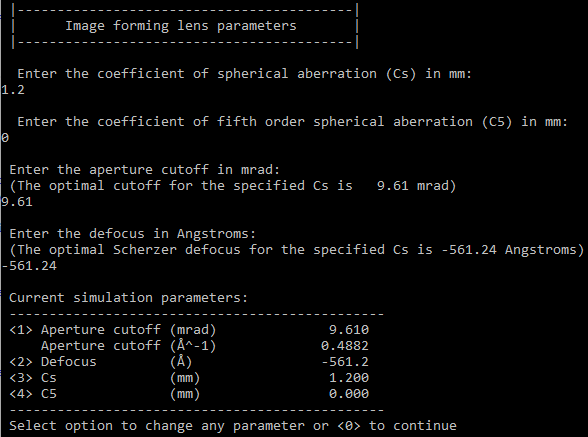 |------------------------------------------|
|      Image forming lens parameters       |
|------------------------------------------|
Enter the coefficient of spherical aberration (Cs) in mm:
1.2
Enter the coefficient of fifth order spherical aberration (C5) in mm:
0
Enter the aperture cutoff in mrad:
(The optimal cutoff for the specified Cs is   9.61 mrad)
9.61
Enter the defocus in Angstroms:
(The optimal Scherzer defocus for the specified Cs is -561.24 Angstroms)
-561.24
Current simulation parameters:
-----------------------------------------------
<1> Aperture cutoff (mrad)              9.610
    Aperture cutoff (Å^-1)             0.4882
<2> Defocus         (Å)                -561.2
<3> Cs              (mm)                1.200
<4> C5              (mm)                0.000
-----------------------------------------------
Select option to change any parameter or <0> to continue